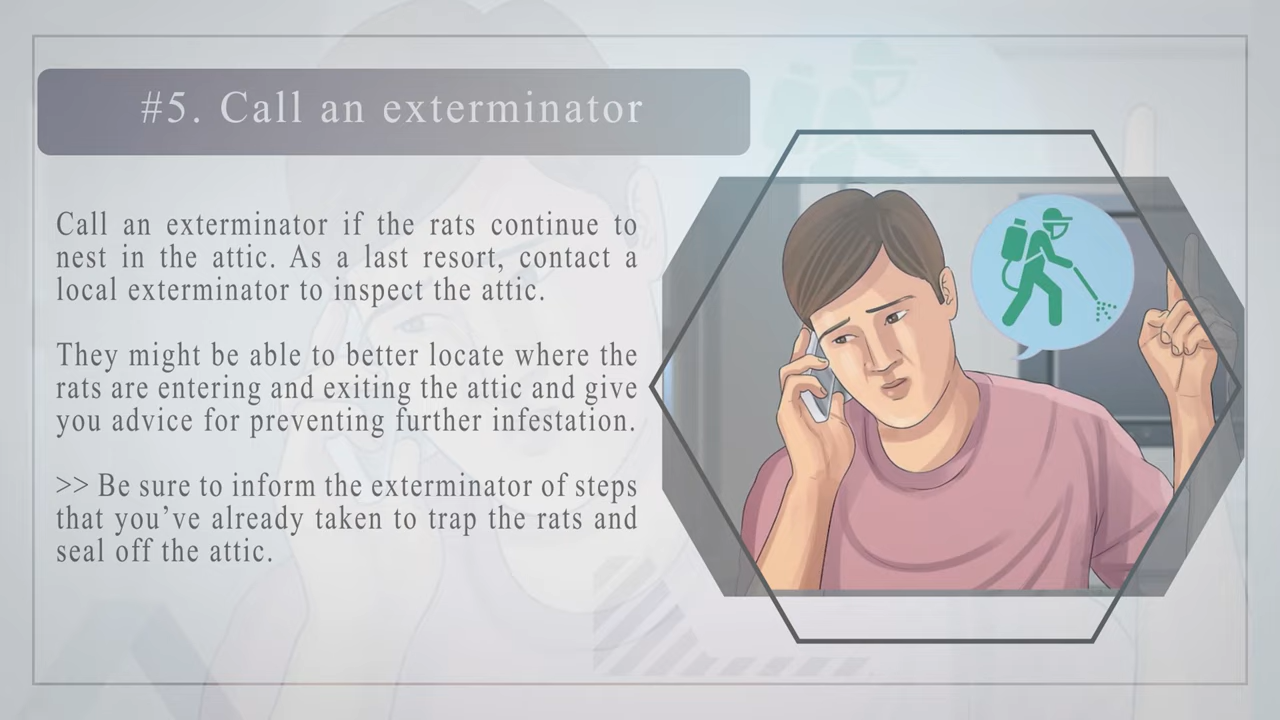 #5. Call an exterminator
Call an exterminator if the rats continue to
nest in the attic. As a last resort, contact a
local exterminator to inspect the attic.
They might be able to better locate where the
rats are entering and exiting the attic and give
you advice for preventing further infestation.
>> Be sure to inform the exterminator of steps
that you’ve already taken to trap the rats and
seal off the attic.